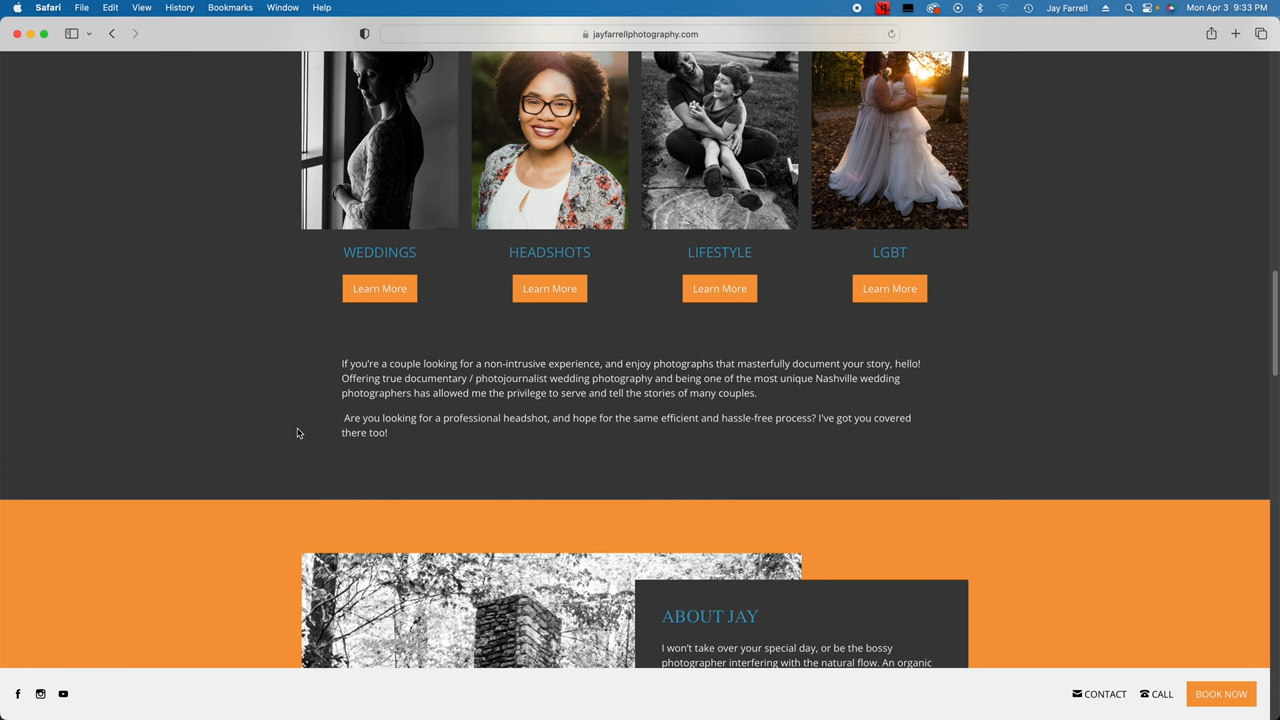 Safari File Edit View History Bookmarks Window Help Jay Farrell Mon Apr 3 9:33 PM
jayfarrellphotography.com
WEDDINGS HEADSHOTS LIFESTYLE LGBT
Learn More Learn More Learn More Learn More
If you're a couple looking for a non-intrusive experience, and enjoy photographs that masterfully document your story, hello!
Offering true documentary / photojournalist wedding photography and being one of the most unique Nashville wedding
photographers has allowed me the privilege to serve and tell the stories of many couples.
Are you looking for a professional headshot, and hope for the same efficient and hassle-free process? I've got you covered
there too!
ABOUT JAY
I won't take over your special day, or be the bossy
photographer interfering with the natural flow. An organic
CONTACT CALL BOOK NOW